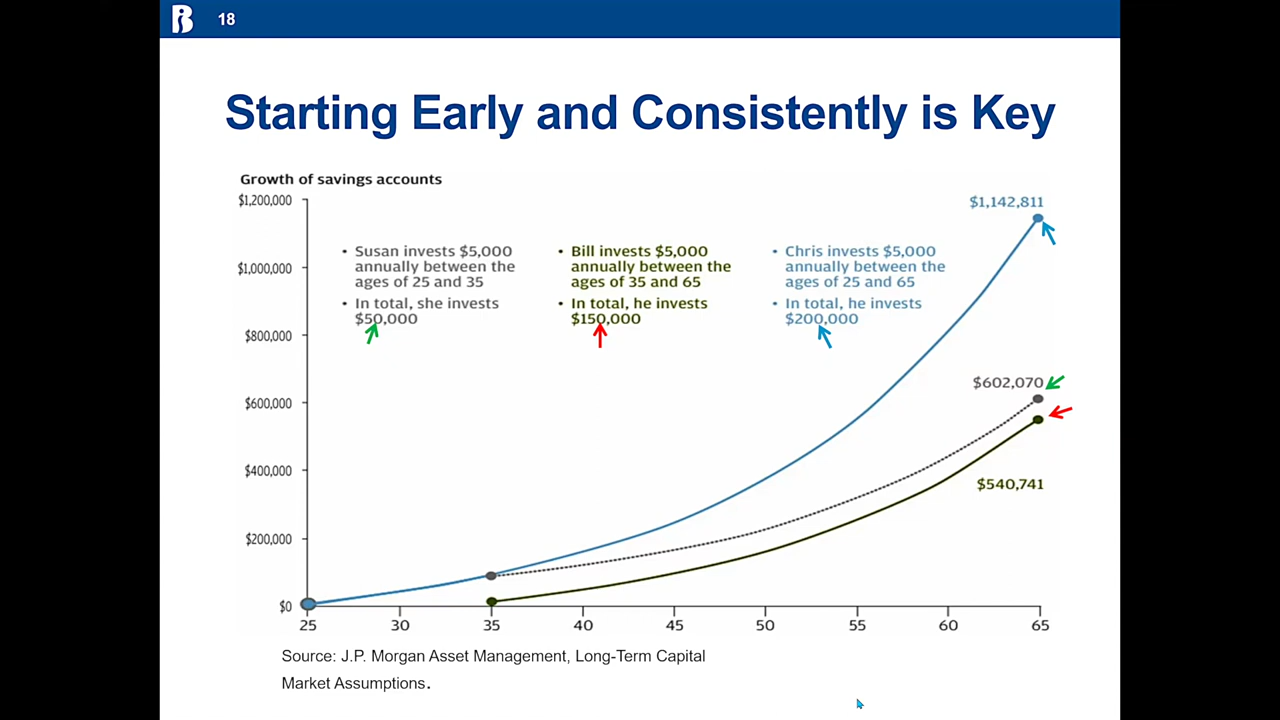 18
Starting Early and Consistently is Key
Growth of savings accounts
$1,200,000
$1,000,000
$800,000
$600,000
$400,000
$200,000
$0
• Susan invests $5,000
annually between the
ages of 25 and 35
• In total, she invests
$50,000
• Bill invests $5,000
annually between the
ages of 35 and 65
• In total, he invests
$150,000
• Chris invests $5,000
annually between the
ages of 25 and 65
• In total, he invests
$200,000
$1,142,811
$602,070
$540,741
25 30 35 40 45 50 55 60 65
Source: J.P. Morgan Asset Management, Long-Term Capital
Market Assumptions.